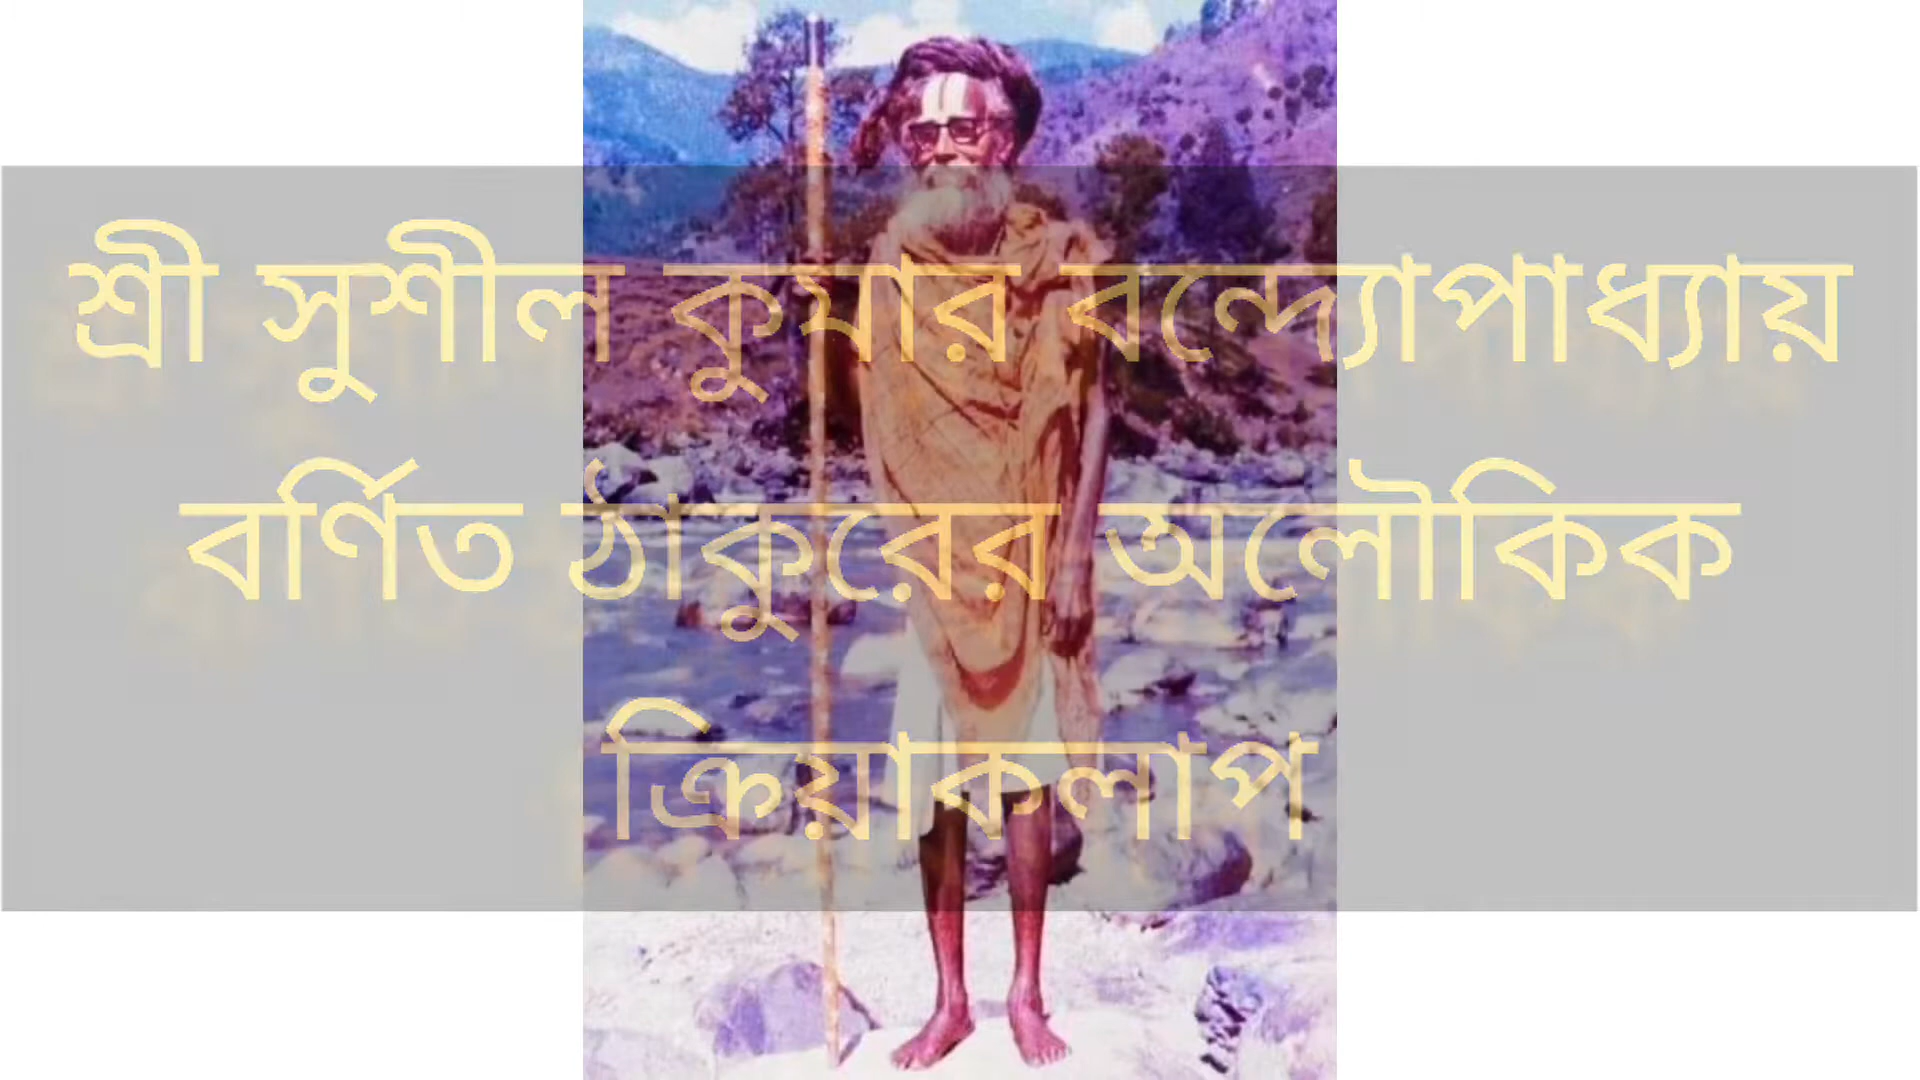 শ্রী সুশীল কুমার বন্দ্যোপাধ্যায়
বর্ণিত ঠাকুরের অলৌকিক
ক্রিয়াকলাপ